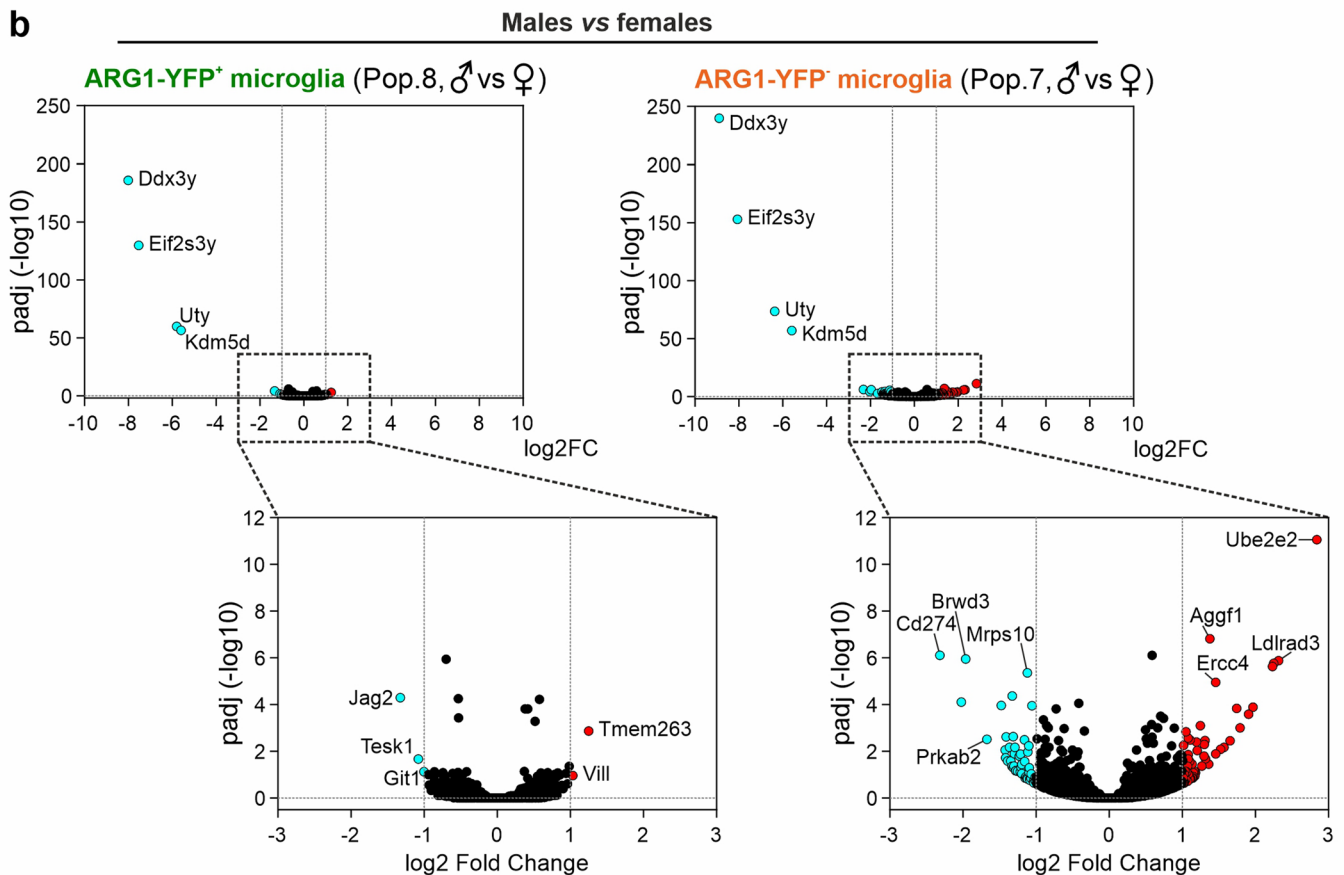 b
Males vs females
ARG1-YFP⁺ microglia (Pop.8, ♂ vs ♀)
250
200
150
100
50
0
padj (-log10)
Ddx3y
Eif2s3y
Uty
Kdm5d
-10 -8 -6 -4 -2 0 2 4 6 8 10
log2FC
ARG1-YFP⁻ microglia (Pop.7, ♂ vs ♀)
250
200
150
100
50
0
padj (-log10)
Ddx3y
Eif2s3y
Uty
Kdm5d
-10 -8 -6 -4 -2 0 2 4 6 8 10
log2FC
12
10
8
6
4
2
0
padj (-log10)
Jag2
Tesk1
Git1
Tmem263
Vill
-3 -2 -1 0 1 2 3
log2 Fold Change
12
10
8
6
4
2
0
padj (-log10)
Ube2e2
Brwd3
Cd274
Mrps10
Aggf1
Ldlrad3
Ercc4
Prkab2
-3 -2 -1 0 1 2 3
log2 Fold Change